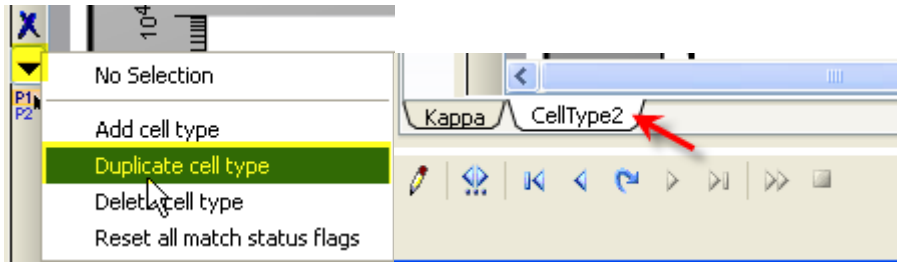 10⁴
No Selection
P1
P2
Add cell type
Duplicate cell type
Delete cell type
Reset all match status flags
Kappa
CellType2